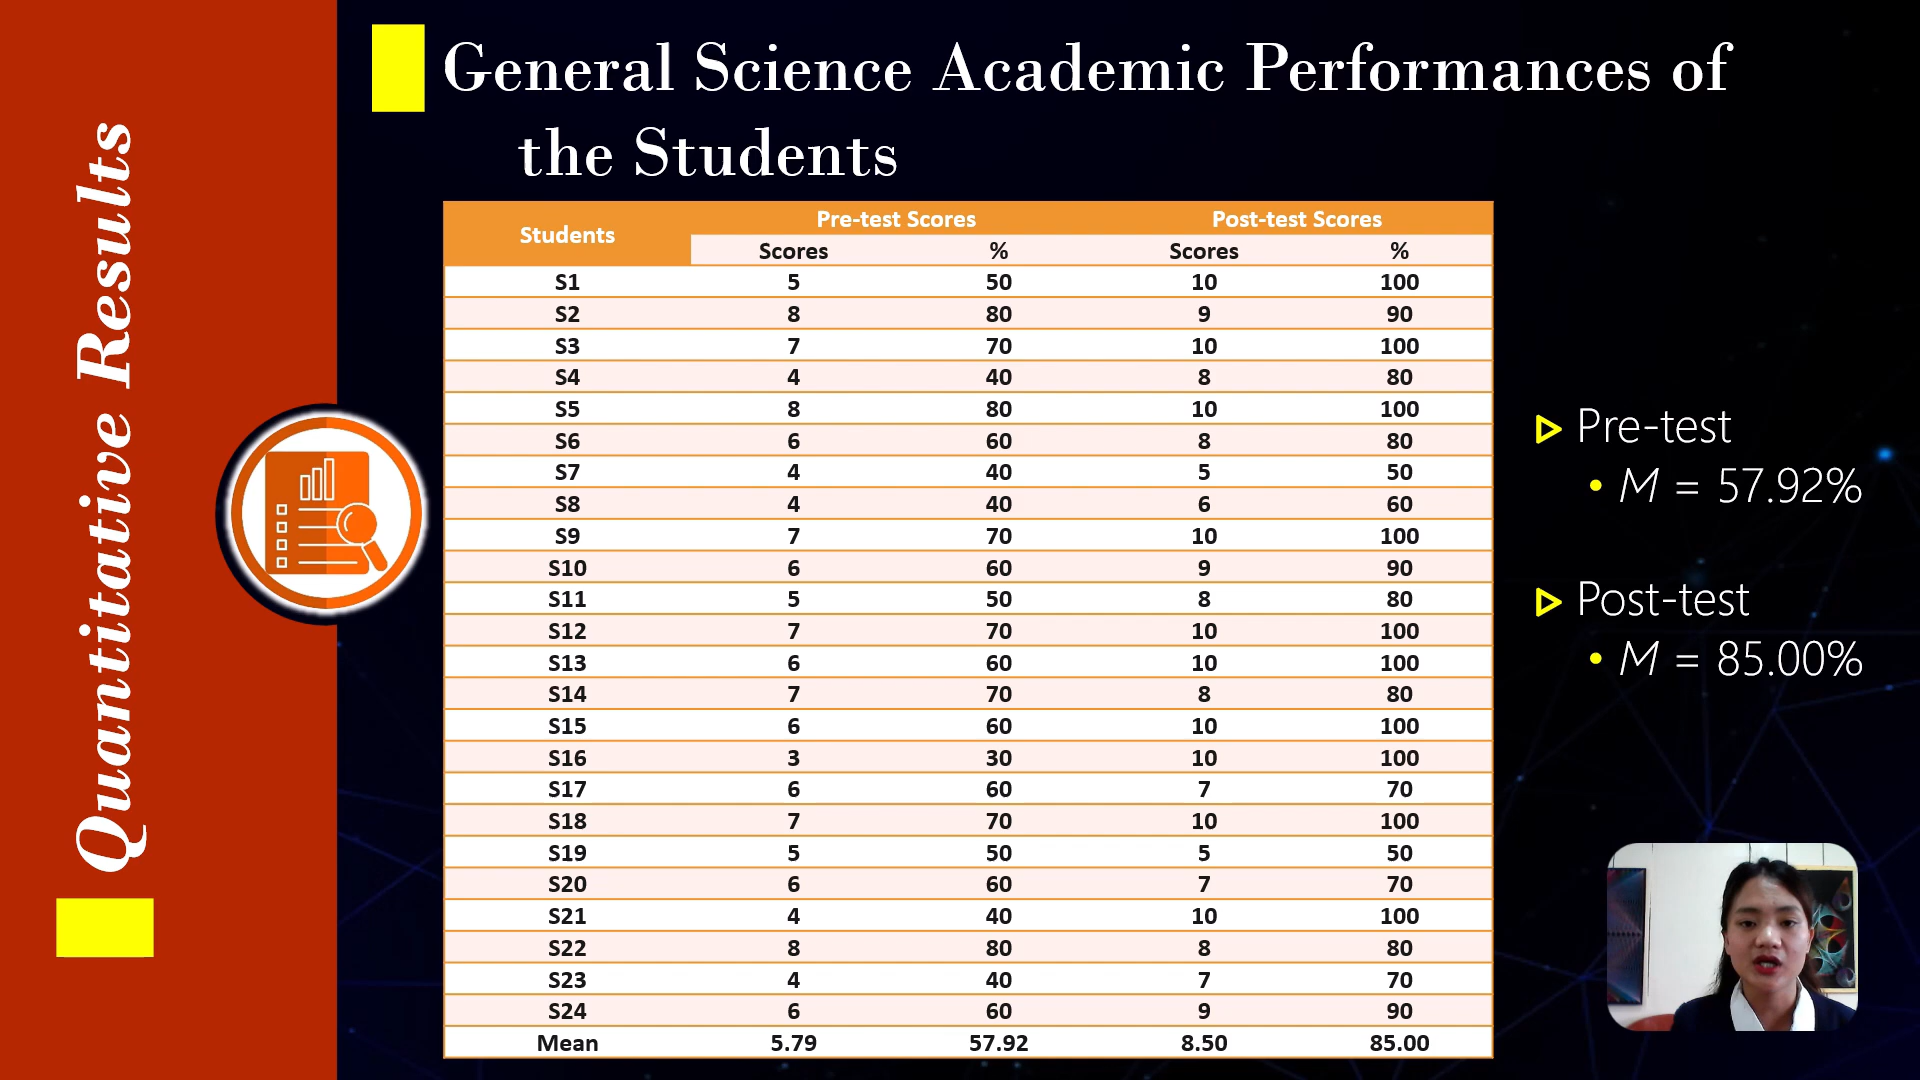 Quantitative Results
General Science Academic Performances of
the Students
Students Pre-test Scores Post-test Scores
Scores % Scores %
S1 5 50 10 100
S2 8 80 9 90
S3 7 70 10 100
S4 4 40 8 80
S5 8 80 10 100
S6 6 60 8 80
S7 4 40 5 50
S8 4 40 6 60
S9 7 70 10 100
S10 6 60 9 90
S11 5 50 8 80
S12 7 70 10 100
S13 6 60 10 100
S14 7 70 8 80
S15 6 60 10 100
S16 3 30 10 100
S17 6 60 7 70
S18 7 70 10 100
S19 5 50 5 50
S20 6 60 7 70
S21 4 40 10 100
S22 8 80 8 80
S23 4 40 7 70
S24 6 60 9 90
Mean 5.79 57.92 8.50 85.00
Pre-test
• M = 57.92%
Post-test
• M = 85.00%